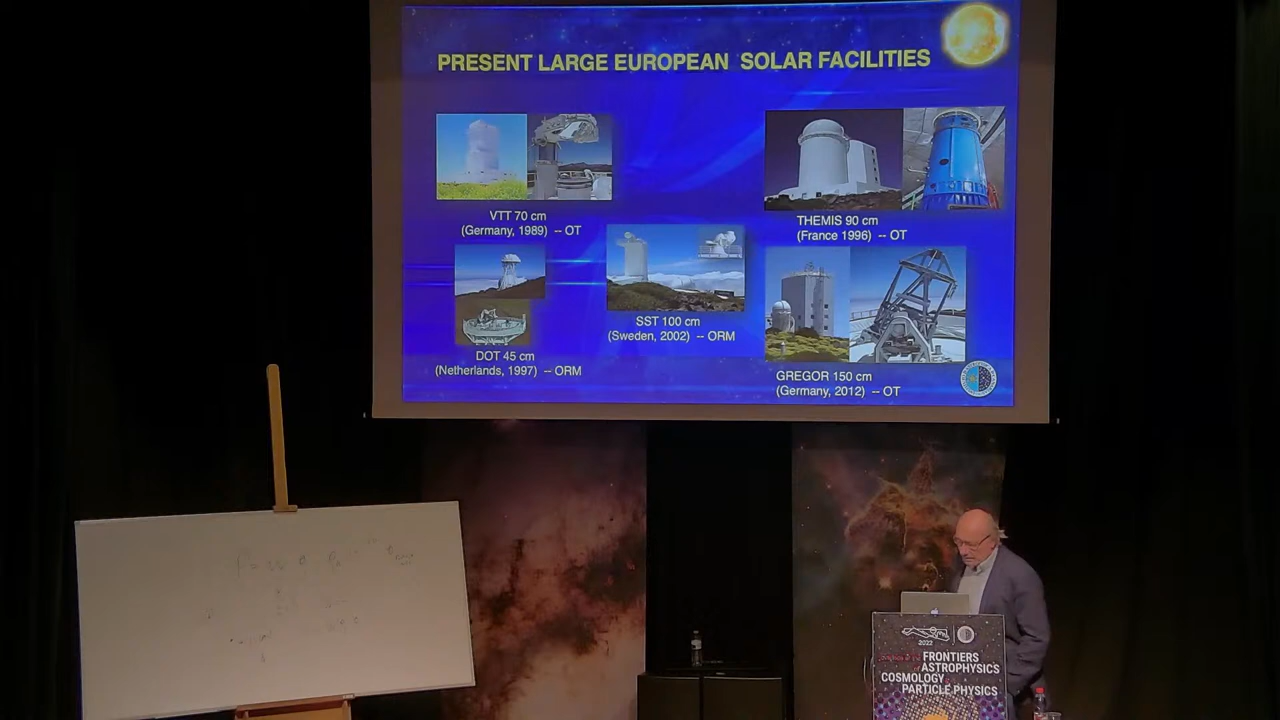 PRESENT LARGE EUROPEAN SOLAR FACILITIES
VTT 70 cm
(Germany, 1989) -- OT
THEMIS 90 cm
(France 1996) -- OT
SST 100 cm
(Sweden, 2002) -- ORM
DOT 45 cm
(Netherlands, 1997) -- ORM
GREGOR 150 cm
(Germany, 2012) -- OT
2022
FRONTIERS
of ASTROPHYSICS
COSMOLOGY
PARTICLE PHYSICS